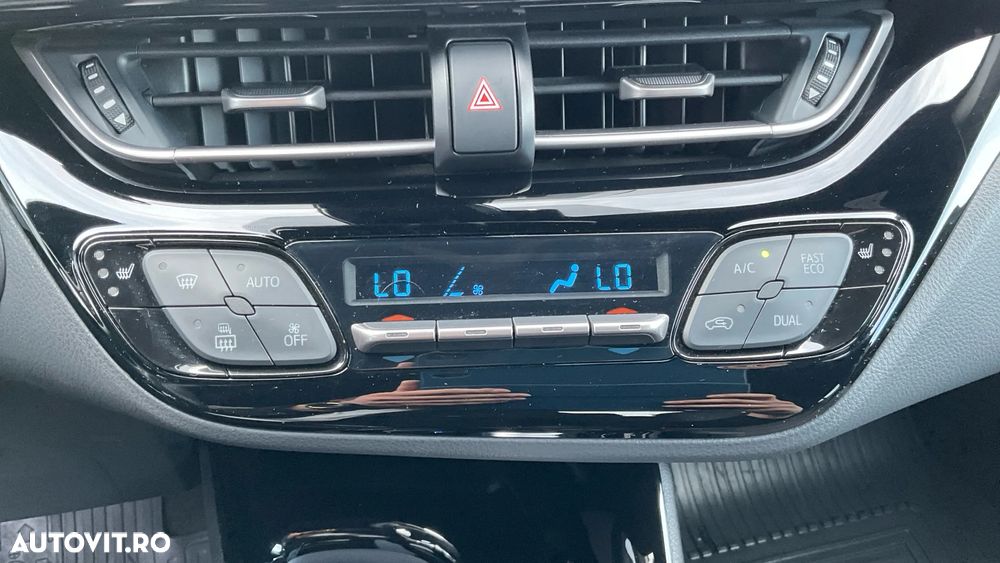 AUTO
OFF
LO
LO
A/C
FAST
ECO
DUAL
AUTOVIT.RO